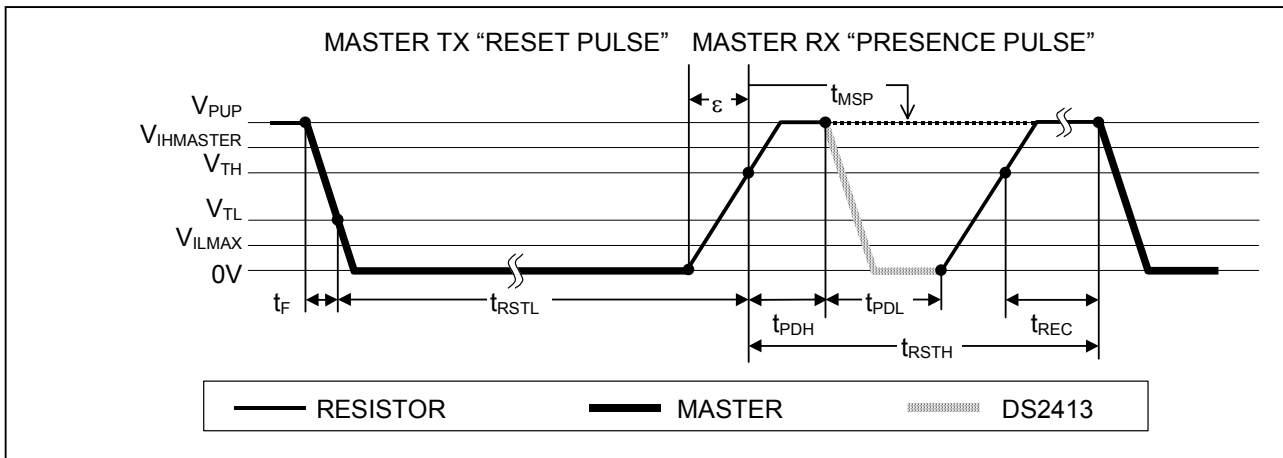 MASTER TX “RESET PULSE” MASTER RX “PRESENCE PULSE”
ε
tMSP
VPUP
VIHMASTER
VTH
VTL
VILMAX
0V
tF
tRSTL
tPDH
tPDL
tREC
tRSTH
RESISTOR MASTER DS2413